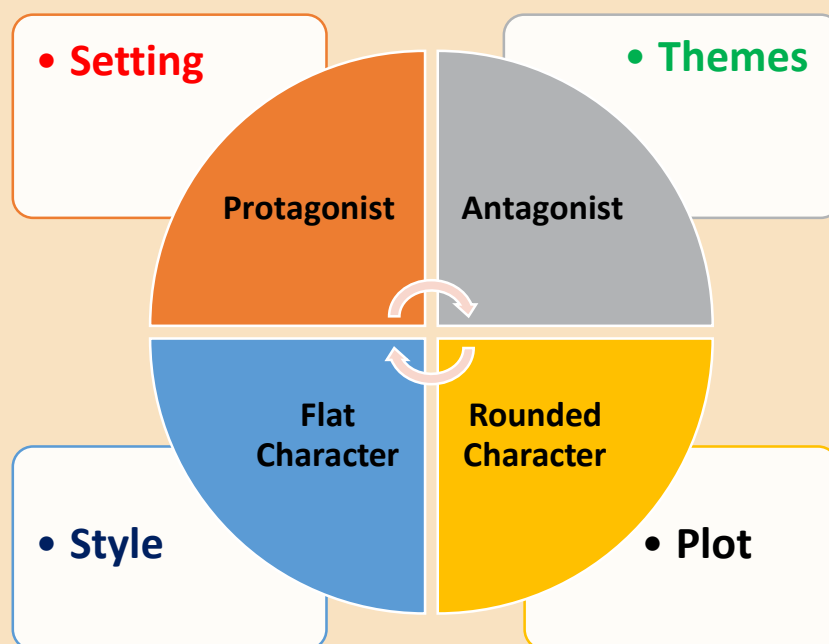 • Setting
• Themes
Protagonist
Antagonist
Flat
Character
Rounded
Character
• Style
• Plot